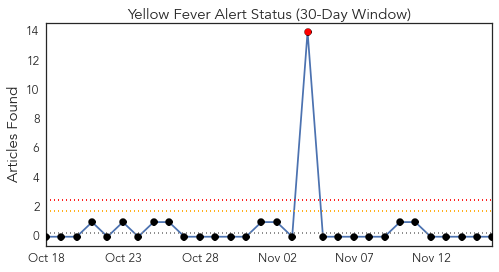 Yellow Fever Alert Status (30-Day Window)
Articles Found
14
12
10
8
6
4
2
0
Oct 18 Oct 23 Oct 28 Nov 02 Nov 07 Nov 12